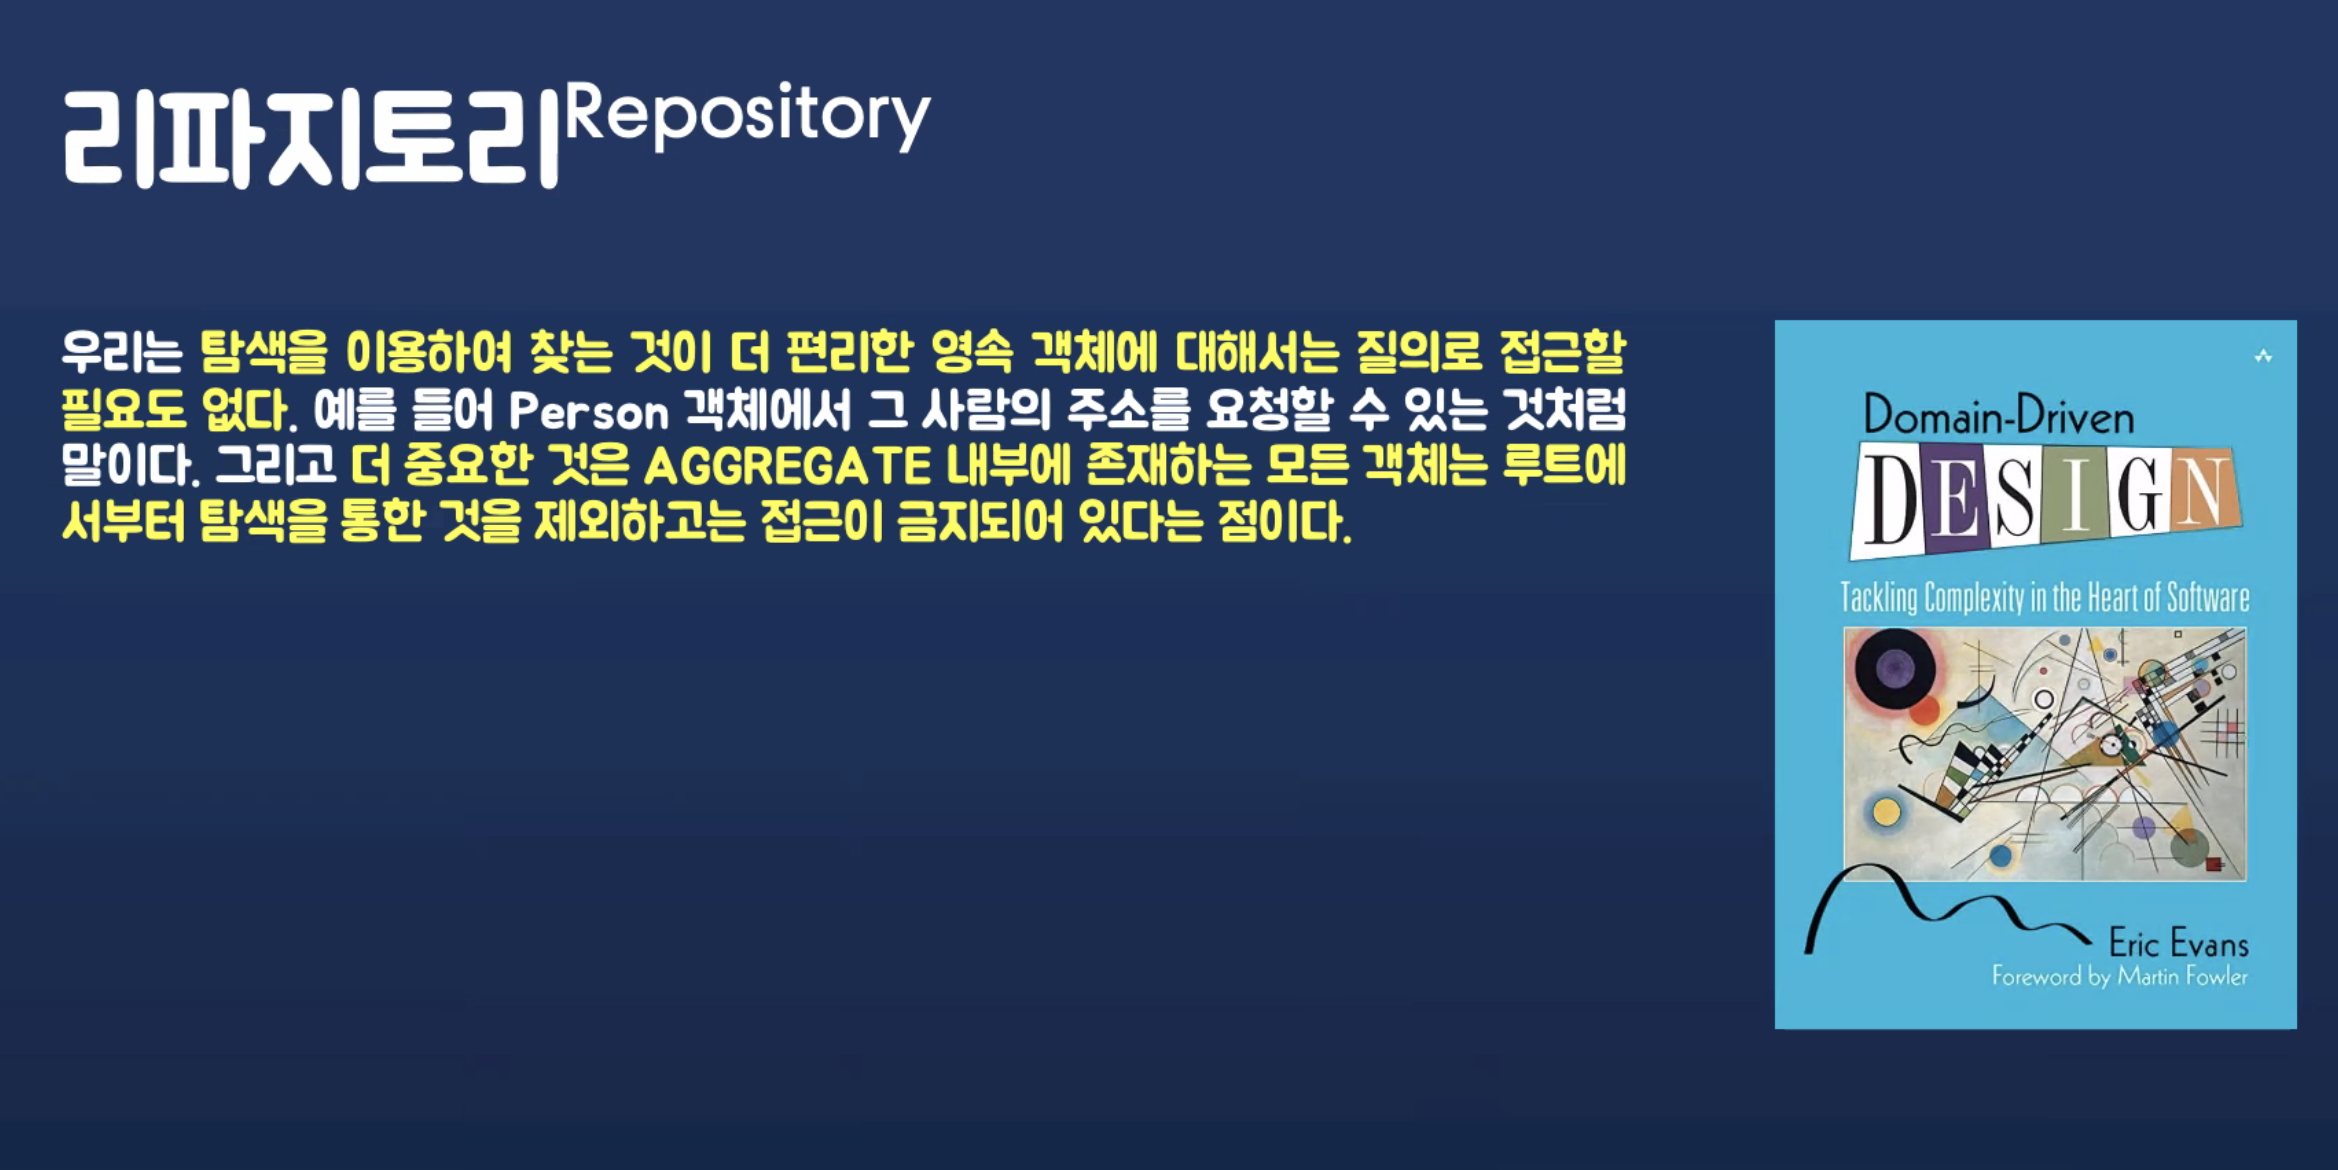 리파지토리Repository
우리는 탐색을 이용하여 찾는 것이 더 편리한 영속 객체에 대해서는 질의로 접근할
필요도 없다. 예를 들어 Person 객체에서 그 사람의 주소를 요청할 수 있는 것처럼
말이다. 그리고 더 중요한 것은 AGGREGATE 내부에 존재하는 모든 객체는 루트에
서부터 탐색을 통한 것을 제외하고는 접근이 금지되어 있다는 점이다.
Domain-Driven
DESIGN
Tackling Complexity in the Heart of Software
Eric Evans
Foreword by Martin Fowler